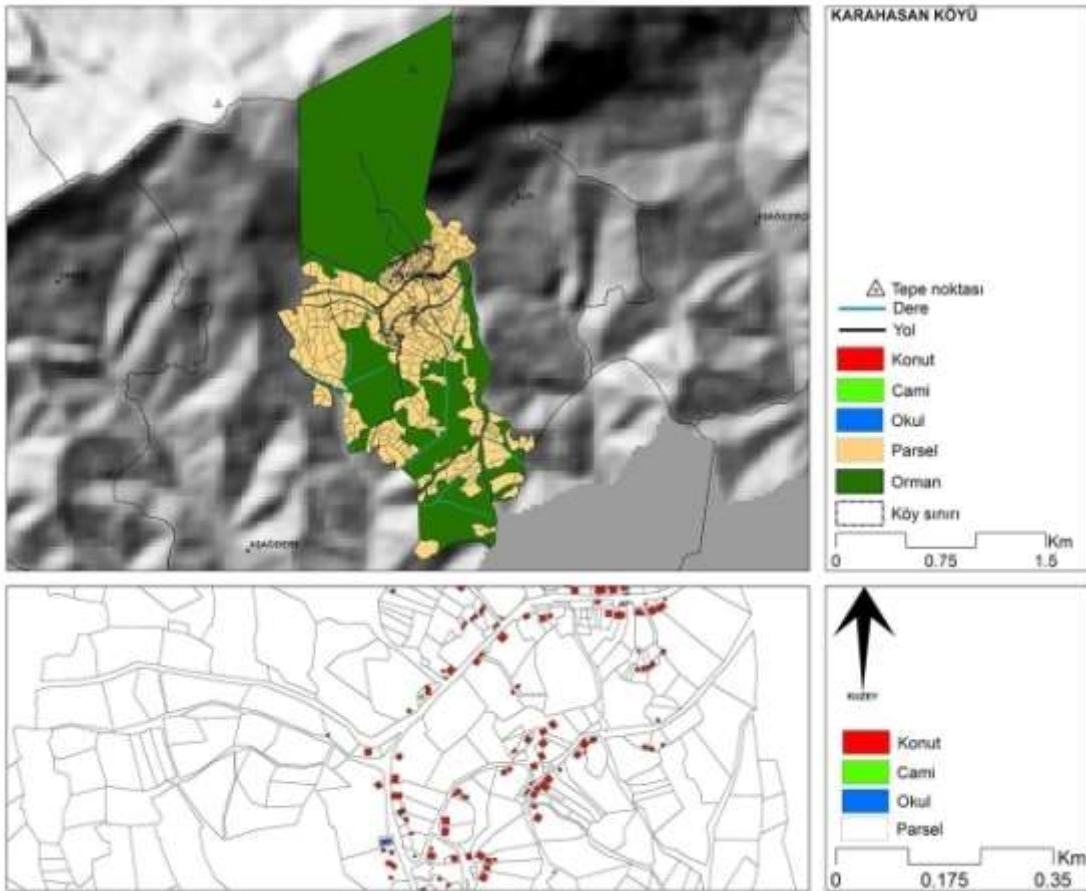 KARAHASAN KÖYÜ
Tepe noktası
Dere
Yol
Konut
Cami
Okul
Parsel
Orman
Köy sınırı
Km
0 0.75 1.5
KUZEY
Konut
Cami
Okul
Parsel
Km
0 0.175 0.35